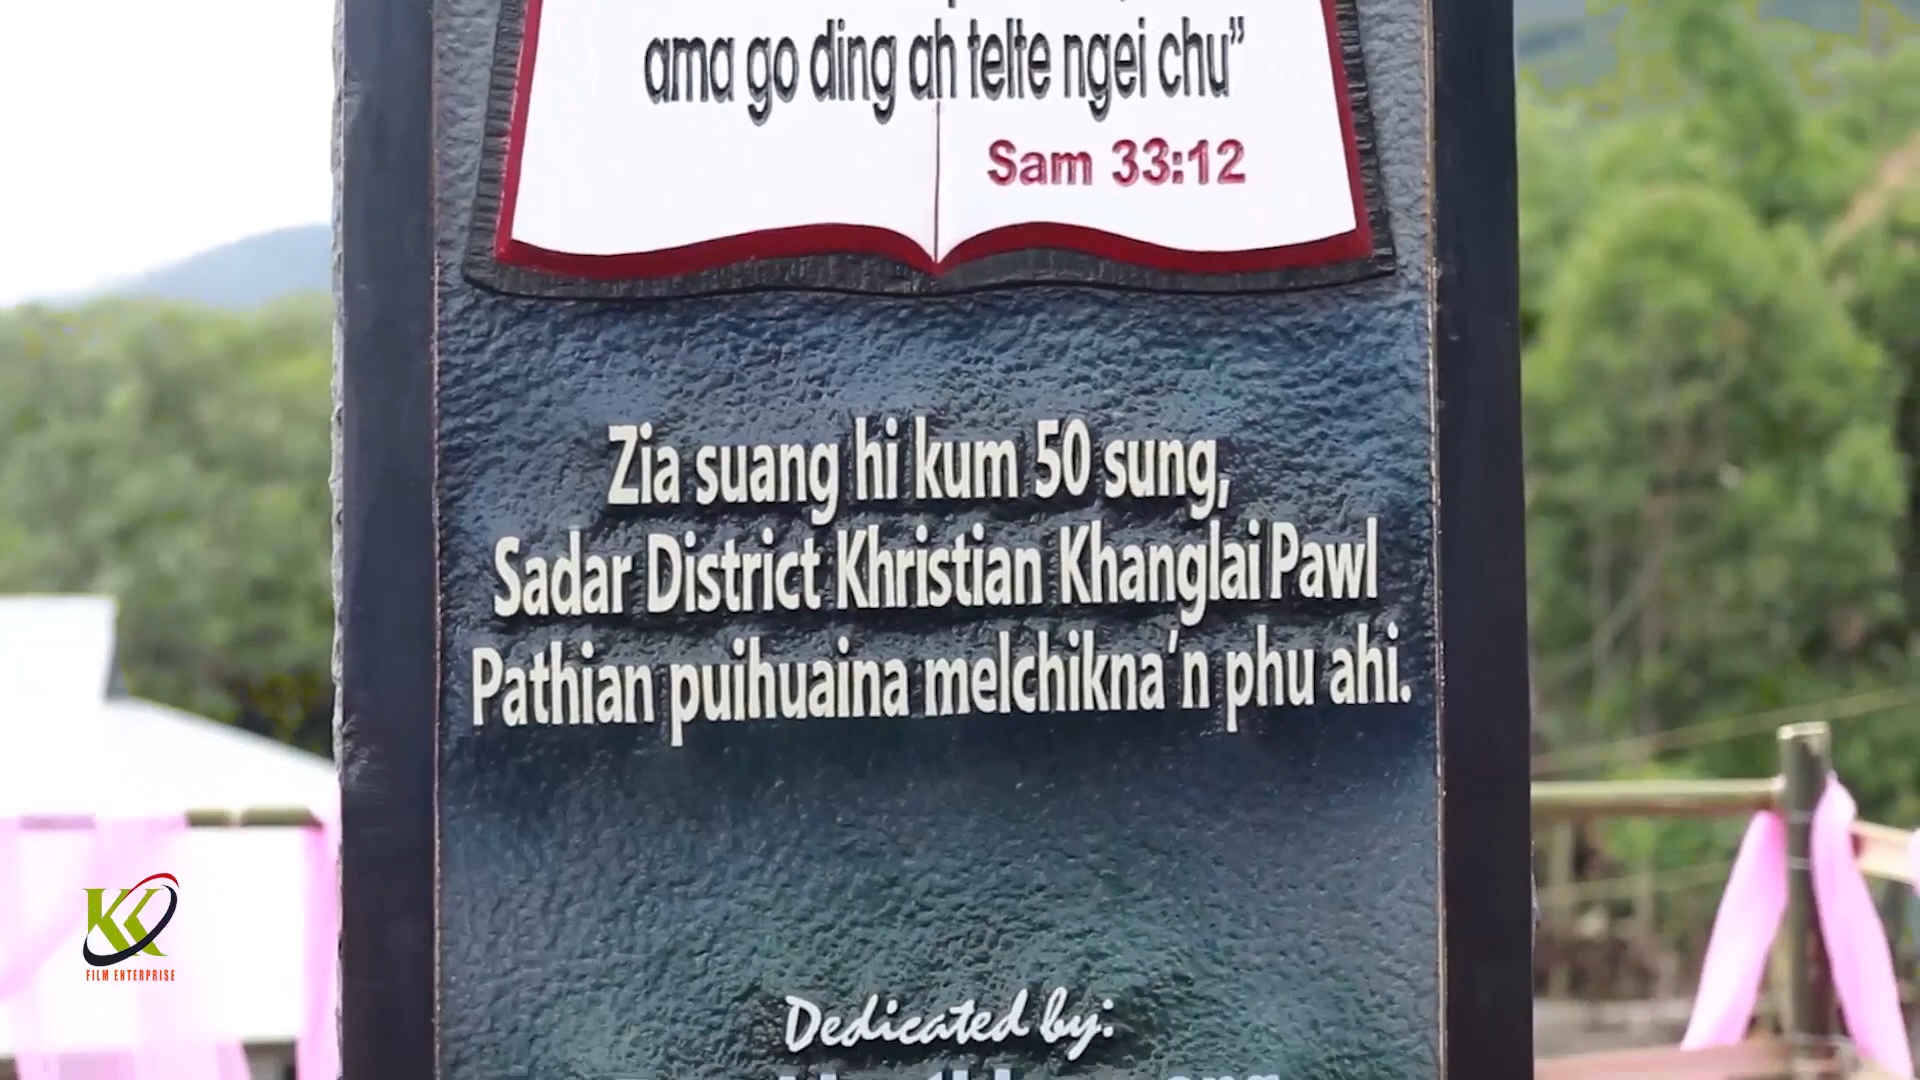 ama go ding ah telte ngei chu”
Sam 33:12
Zia suang hi kum 50 sung,
Sadar District Khristian Khanglai Pawl
Pathian puihuaina melchikna’n phu ahi.
Dedicated by:
KK
FILM ENTERPRISE